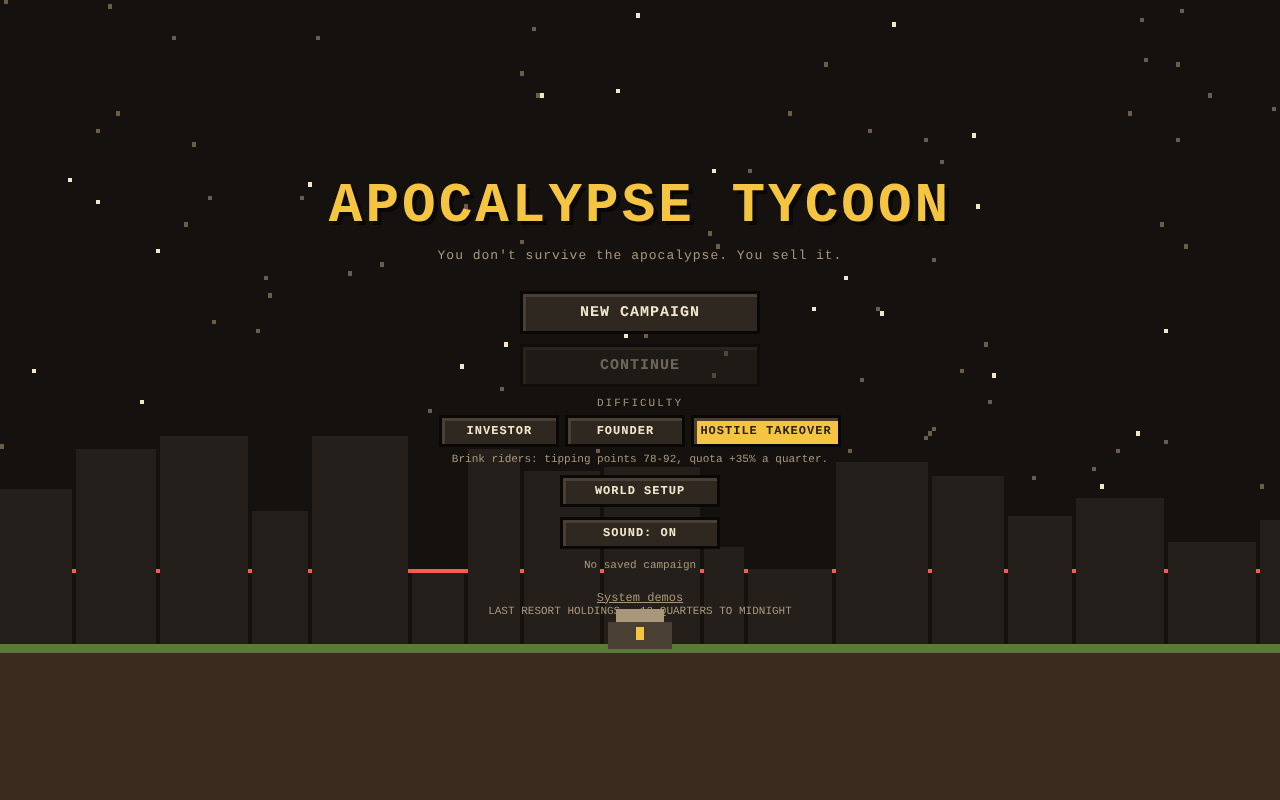 APOCALYPSE TYCOON
You don't survive the apocalypse. You sell it.
NEW CAMPAIGN
CONTINUE
DIFFICULTY
INVESTOR FOUNDER HOSTILE TAKEOVER
Brink riders: tipping points 78-92, quota +35% a quarter.
WORLD SETUP
SOUND: ON
No saved campaign
System demos
LAST RESORT HOLDINGS QUARTERS TO MIDNIGHT